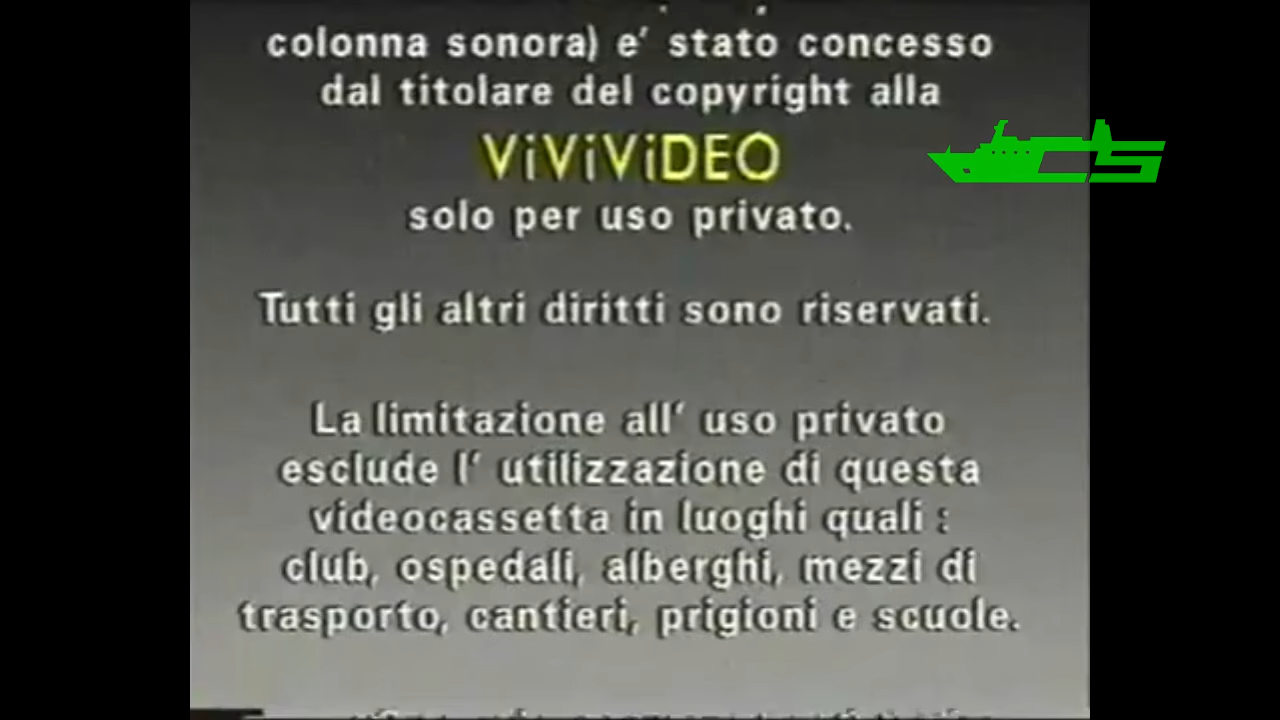 colonna sonora) e' stato concesso
dal titolare del copyright alla
ViViViDEO
CS
solo per uso privato.
Tutti gli altri diritti sono riservati.
La limitazione all' uso privato
esclude l' utilizzazione di questa
videocassetta in luoghi quali :
club, ospedali, alberghi, mezzi di
trasporto, cantieri, prigioni e scuole.